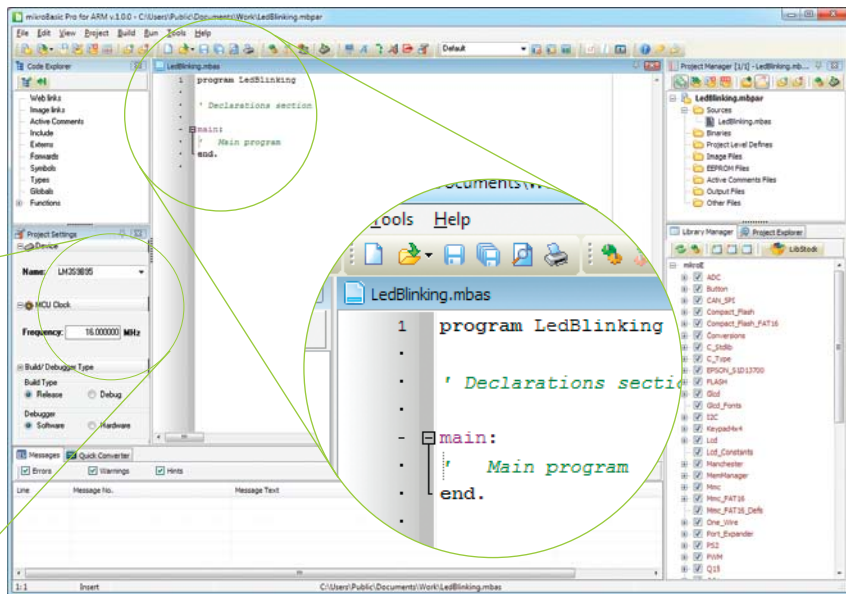 mikroBasic Pro for ARM v.1.0.0 - C:\Users\Public\Documents\Work\LedBlinking.mbpar
File Edit View Project Build Run Tools Help
Default
Code Explorer
Web links
Image links
Active Comments
Include
Externs
Forwards
Symbols
Types
Globals
Functions
Project Settings
Device
Name: LM3S9B95
MCU Clock
Frequency: 16.000000 MHz
Build/ Debugger Type
Build Type
Release Debug
Debugger
Software Hardware
LedBlinking.mbas
1 program LedBlinking
' Declarations section
main:
' Main program
end.
ocuments\Wo
Tools Help
LedBlinking.mbas
1 program LedBlinking
' Declarations secti
main:
' Main program
end.
Project Manager [1/1] - LedBlinking.mb...
LedBlinking.mbpar
Sources
LedBlinking.mbas
Binaries
Project Level Defines
Image Files
EEPROM Files
Active Comments Files
Output Files
Other Files
Library Manager Project Explorer
LibStock
mikroE
ADC
Button
CAN_SPI
Compact_Flash
Compact_Flash_FAT16
Conversions
C_Stdlib
C_Type
EPSON_S1D13700
FLASH
Glcd
Glcd_Fonts
I2C
Keypad4x4
Lcd
Lcd_Constants
Manchester
MemManager
Mmc
Mmc_FAT16
Mmc_FAT16_Defs
One_Wire
Port_Expander
PS2
PWM
Q15
Messages Quick Converter
Errors Warnings Hints
Line Message No. Message Text
1:1 Insert C:\Users\Public\Documents\Work\LedBlinking.mbas